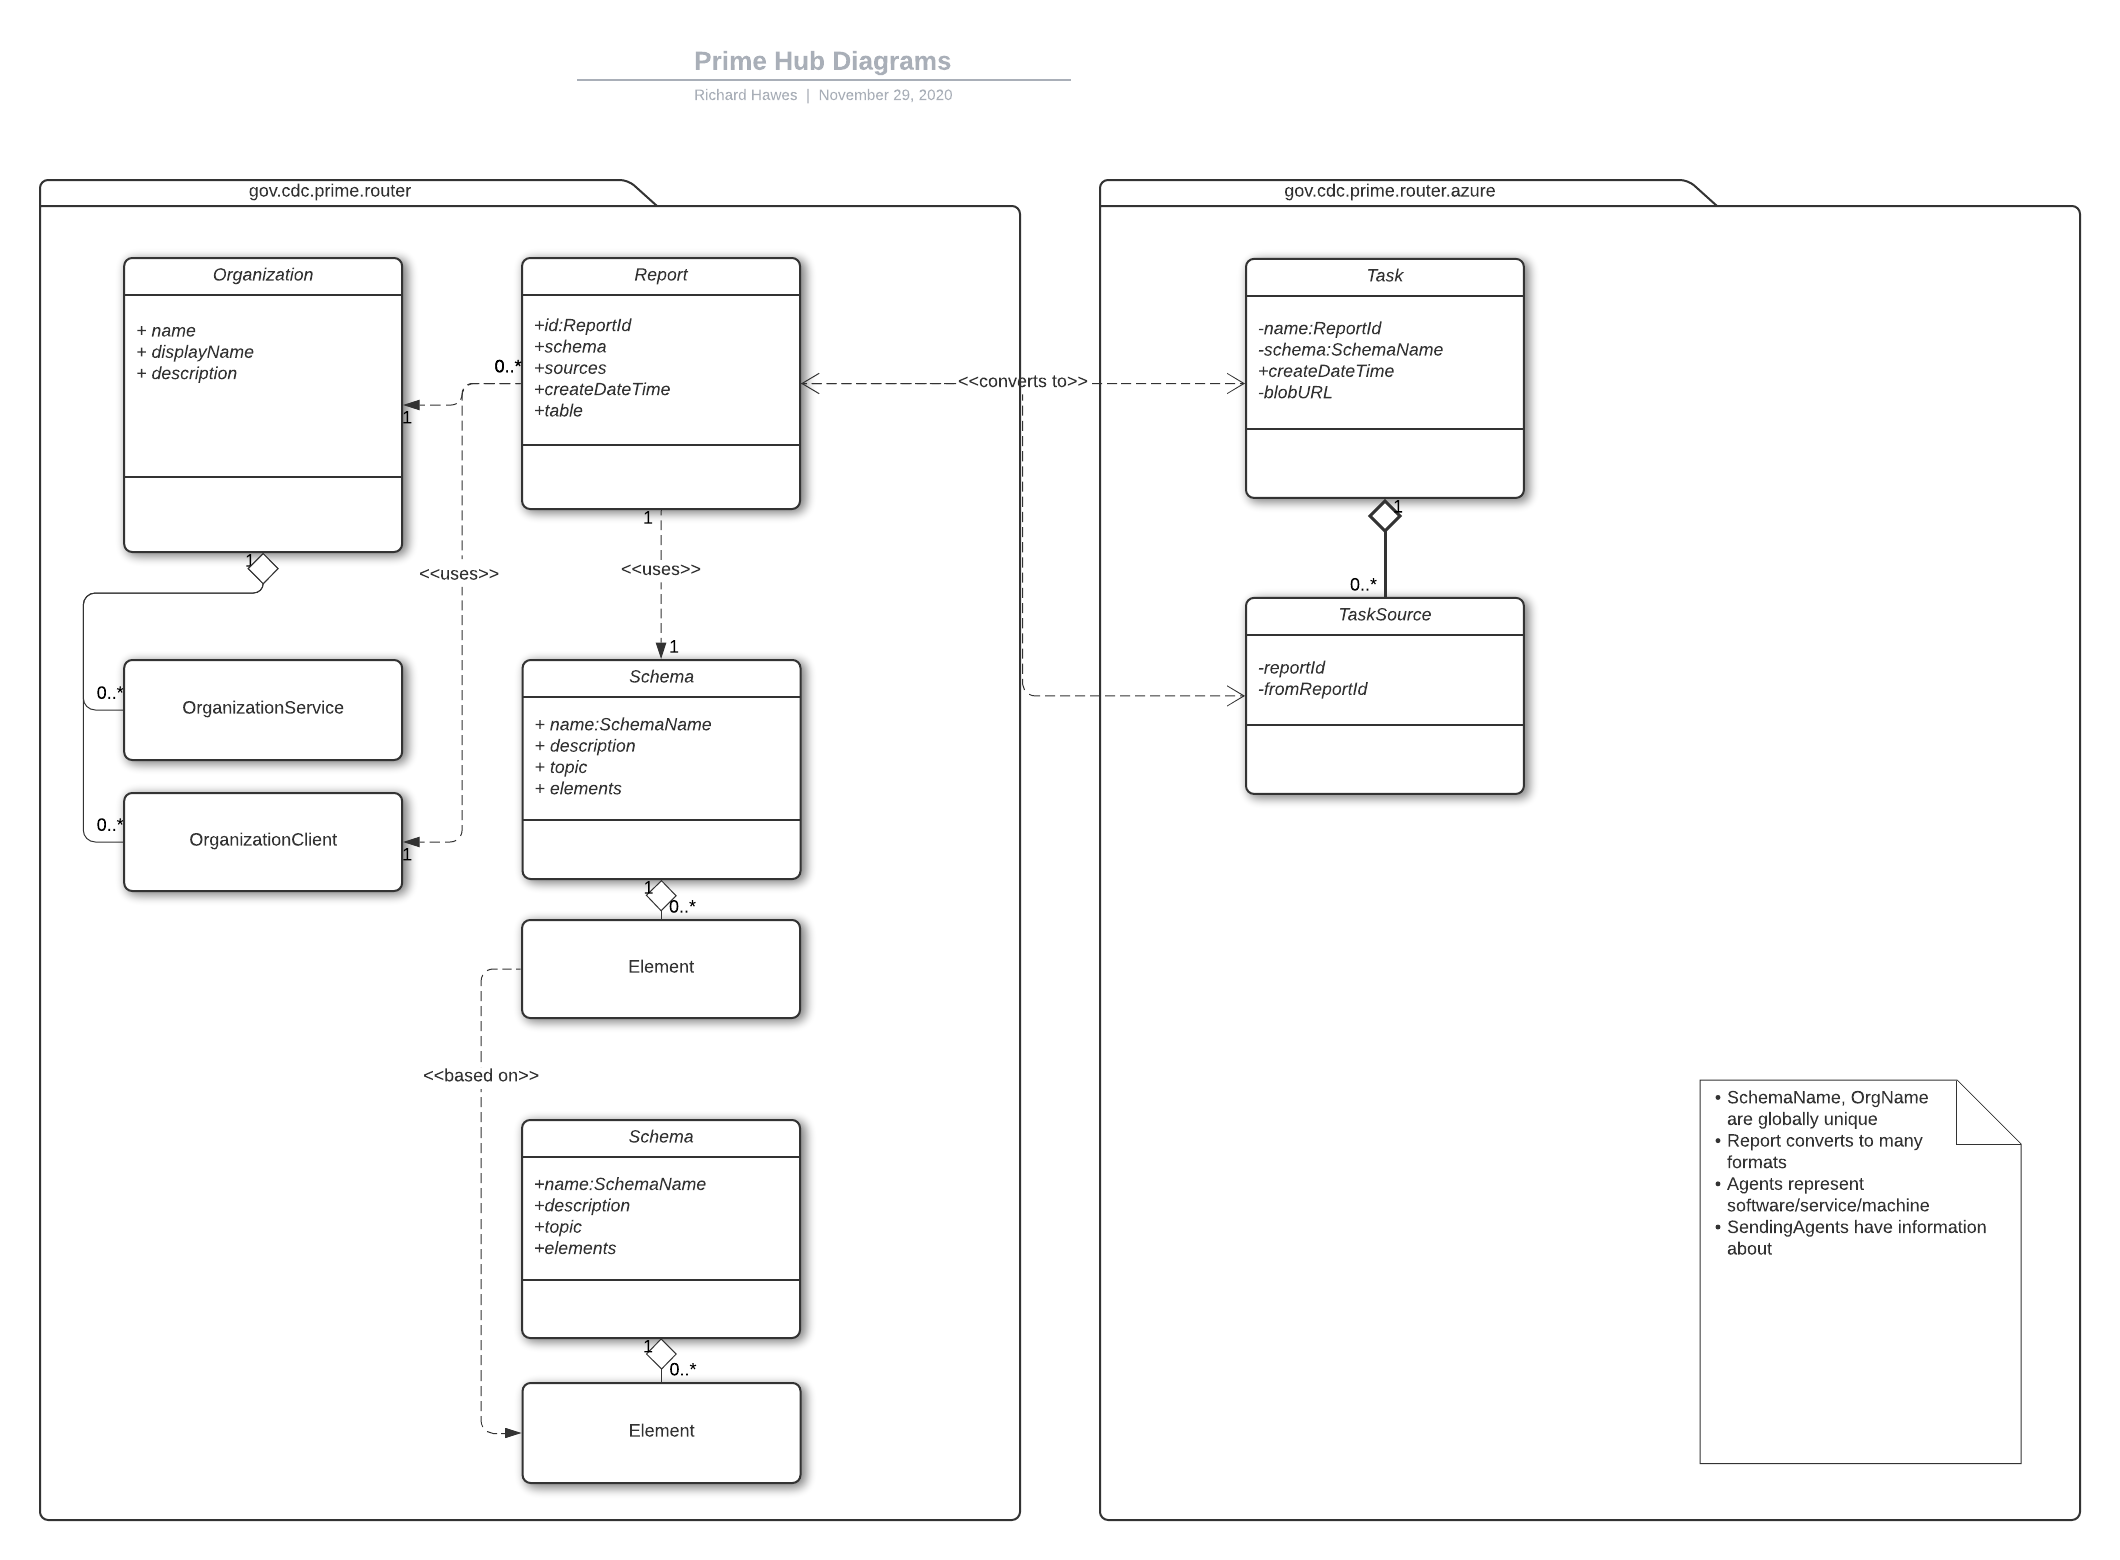 Prime Hub Diagrams
Richard Hawes | November 29, 2020
gov.cdc.prime.router
Organization
+ name
+ displayName
+ description
Report
+id:ReportId
+schema
+sources
+createDateTime
+table
0..*
1
1
<<uses>>
1
<<uses>>
1
0..*
OrganizationService
0..*
OrganizationClient
1
Schema
+ name:SchemaName
+ description
+ topic
+ elements
1
0..*
Element
<<based on>>
Schema
+name:SchemaName
+description
+topic
+elements
1
0..*
Element
<<converts to>>
gov.cdc.prime.router.azure
Task
-name:ReportId
-schema:SchemaName
+createDateTime
-blobURL
1
0..*
TaskSource
-reportId
-fromReportId
• SchemaName, OrgName
are globally unique
• Report converts to many
formats
• Agents represent
software/service/machine
• SendingAgents have information
about